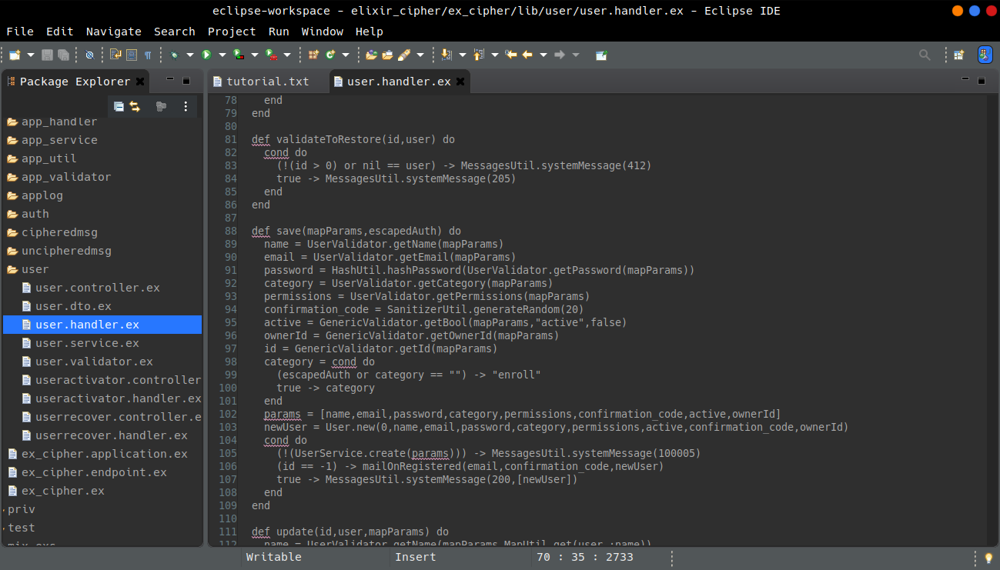 eclipse-workspace - elixir_cipher/ex_cipher/lib/user/user.handler.ex - Eclipse IDE
File Edit Navigate Search Project Run Window Help
Package Explorer
tutorial.txt
user.handler.ex
app_handler
app_service
app_util
app_validator
applog
auth
cipheredmsg
uncipheredmsg
user
user.controller.ex
user.dto.ex
user.handler.ex
user.service.ex
user.validator.ex
useractivator.controller
useractivator.handler.ex
userrecover.controller.e
userrecover.handler.ex
ex_cipher.application.ex
ex_cipher.endpoint.ex
ex_cipher.ex
priv
test
mix.exs
78     end
79   end
80
81   def validateToRestore(id,user) do
82     cond do
83       (!(id > 0) or nil == user) -> MessagesUtil.systemMessage(412)
84       true -> MessagesUtil.systemMessage(205)
85     end
86   end
87
88   def save(mapParams,escapedAuth) do
89     name = UserValidator.getName(mapParams)
90     email = UserValidator.getEmail(mapParams)
91     password = HashUtil.hashPassword(UserValidator.getPassword(mapParams))
92     category = UserValidator.getCategory(mapParams)
93     permissions = UserValidator.getPermissions(mapParams)
94     confirmation_code = SanitizerUtil.generateRandom(20)
95     active = GenericValidator.getBool(mapParams,"active",false)
96     ownerId = GenericValidator.getOwnerId(mapParams)
97     id = GenericValidator.getId(mapParams)
98     category = cond do
99       (escapedAuth or category == "") -> "enroll"
100       true -> category
101     end
102     params = [name,email,password,category,permissions,confirmation_code,active,ownerId]
103     newUser = User.new(0,name,email,password,category,permissions,active,confirmation_code,ownerId)
104     cond do
105       (!(UserService.create(params))) -> MessagesUtil.systemMessage(100005)
106       (id == -1) -> mailOnRegistered(email,confirmation_code,newUser)
107       true -> MessagesUtil.systemMessage(200,[newUser])
108     end
109   end
110
111   def update(id,user,mapParams) do
112     name = UserValidator.getName(mapParams,MapUtil.get(user,:name))
Writable
Insert
70 : 35 : 2733